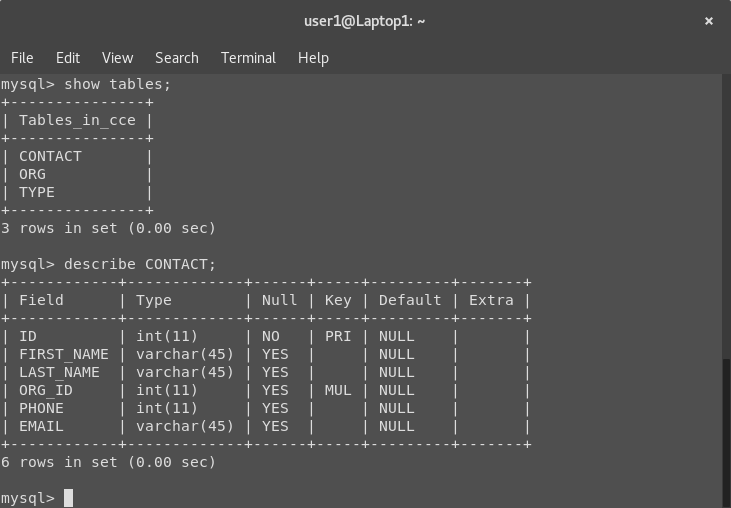 user1@Laptop1: ~ ×
File Edit View Search Terminal Help
mysql> show tables;
+---------------+
| Tables_in_cce |
+---------------+
| CONTACT       |
| ORG           |
| TYPE          |
+---------------+
3 rows in set (0.00 sec)

mysql> describe CONTACT;
+------------+-------------+------+-----+---------+-------+
| Field      | Type        | Null | Key | Default | Extra |
+------------+-------------+------+-----+---------+-------+
| ID         | int(11)     | NO   | PRI | NULL    |       |
| FIRST_NAME | varchar(45) | YES  |     | NULL    |       |
| LAST_NAME  | varchar(45) | YES  |     | NULL    |       |
| ORG_ID     | int(11)     | YES  | MUL | NULL    |       |
| PHONE      | int(11)     | YES  |     | NULL    |       |
| EMAIL      | varchar(45) | YES  |     | NULL    |       |
+------------+-------------+------+-----+---------+-------+
6 rows in set (0.00 sec)

mysql>